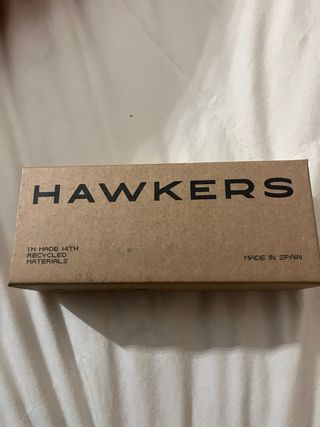 HAWKERS
I'M MADE WITH
RECYCLED
MATERIALS
MADE IN SPAIN